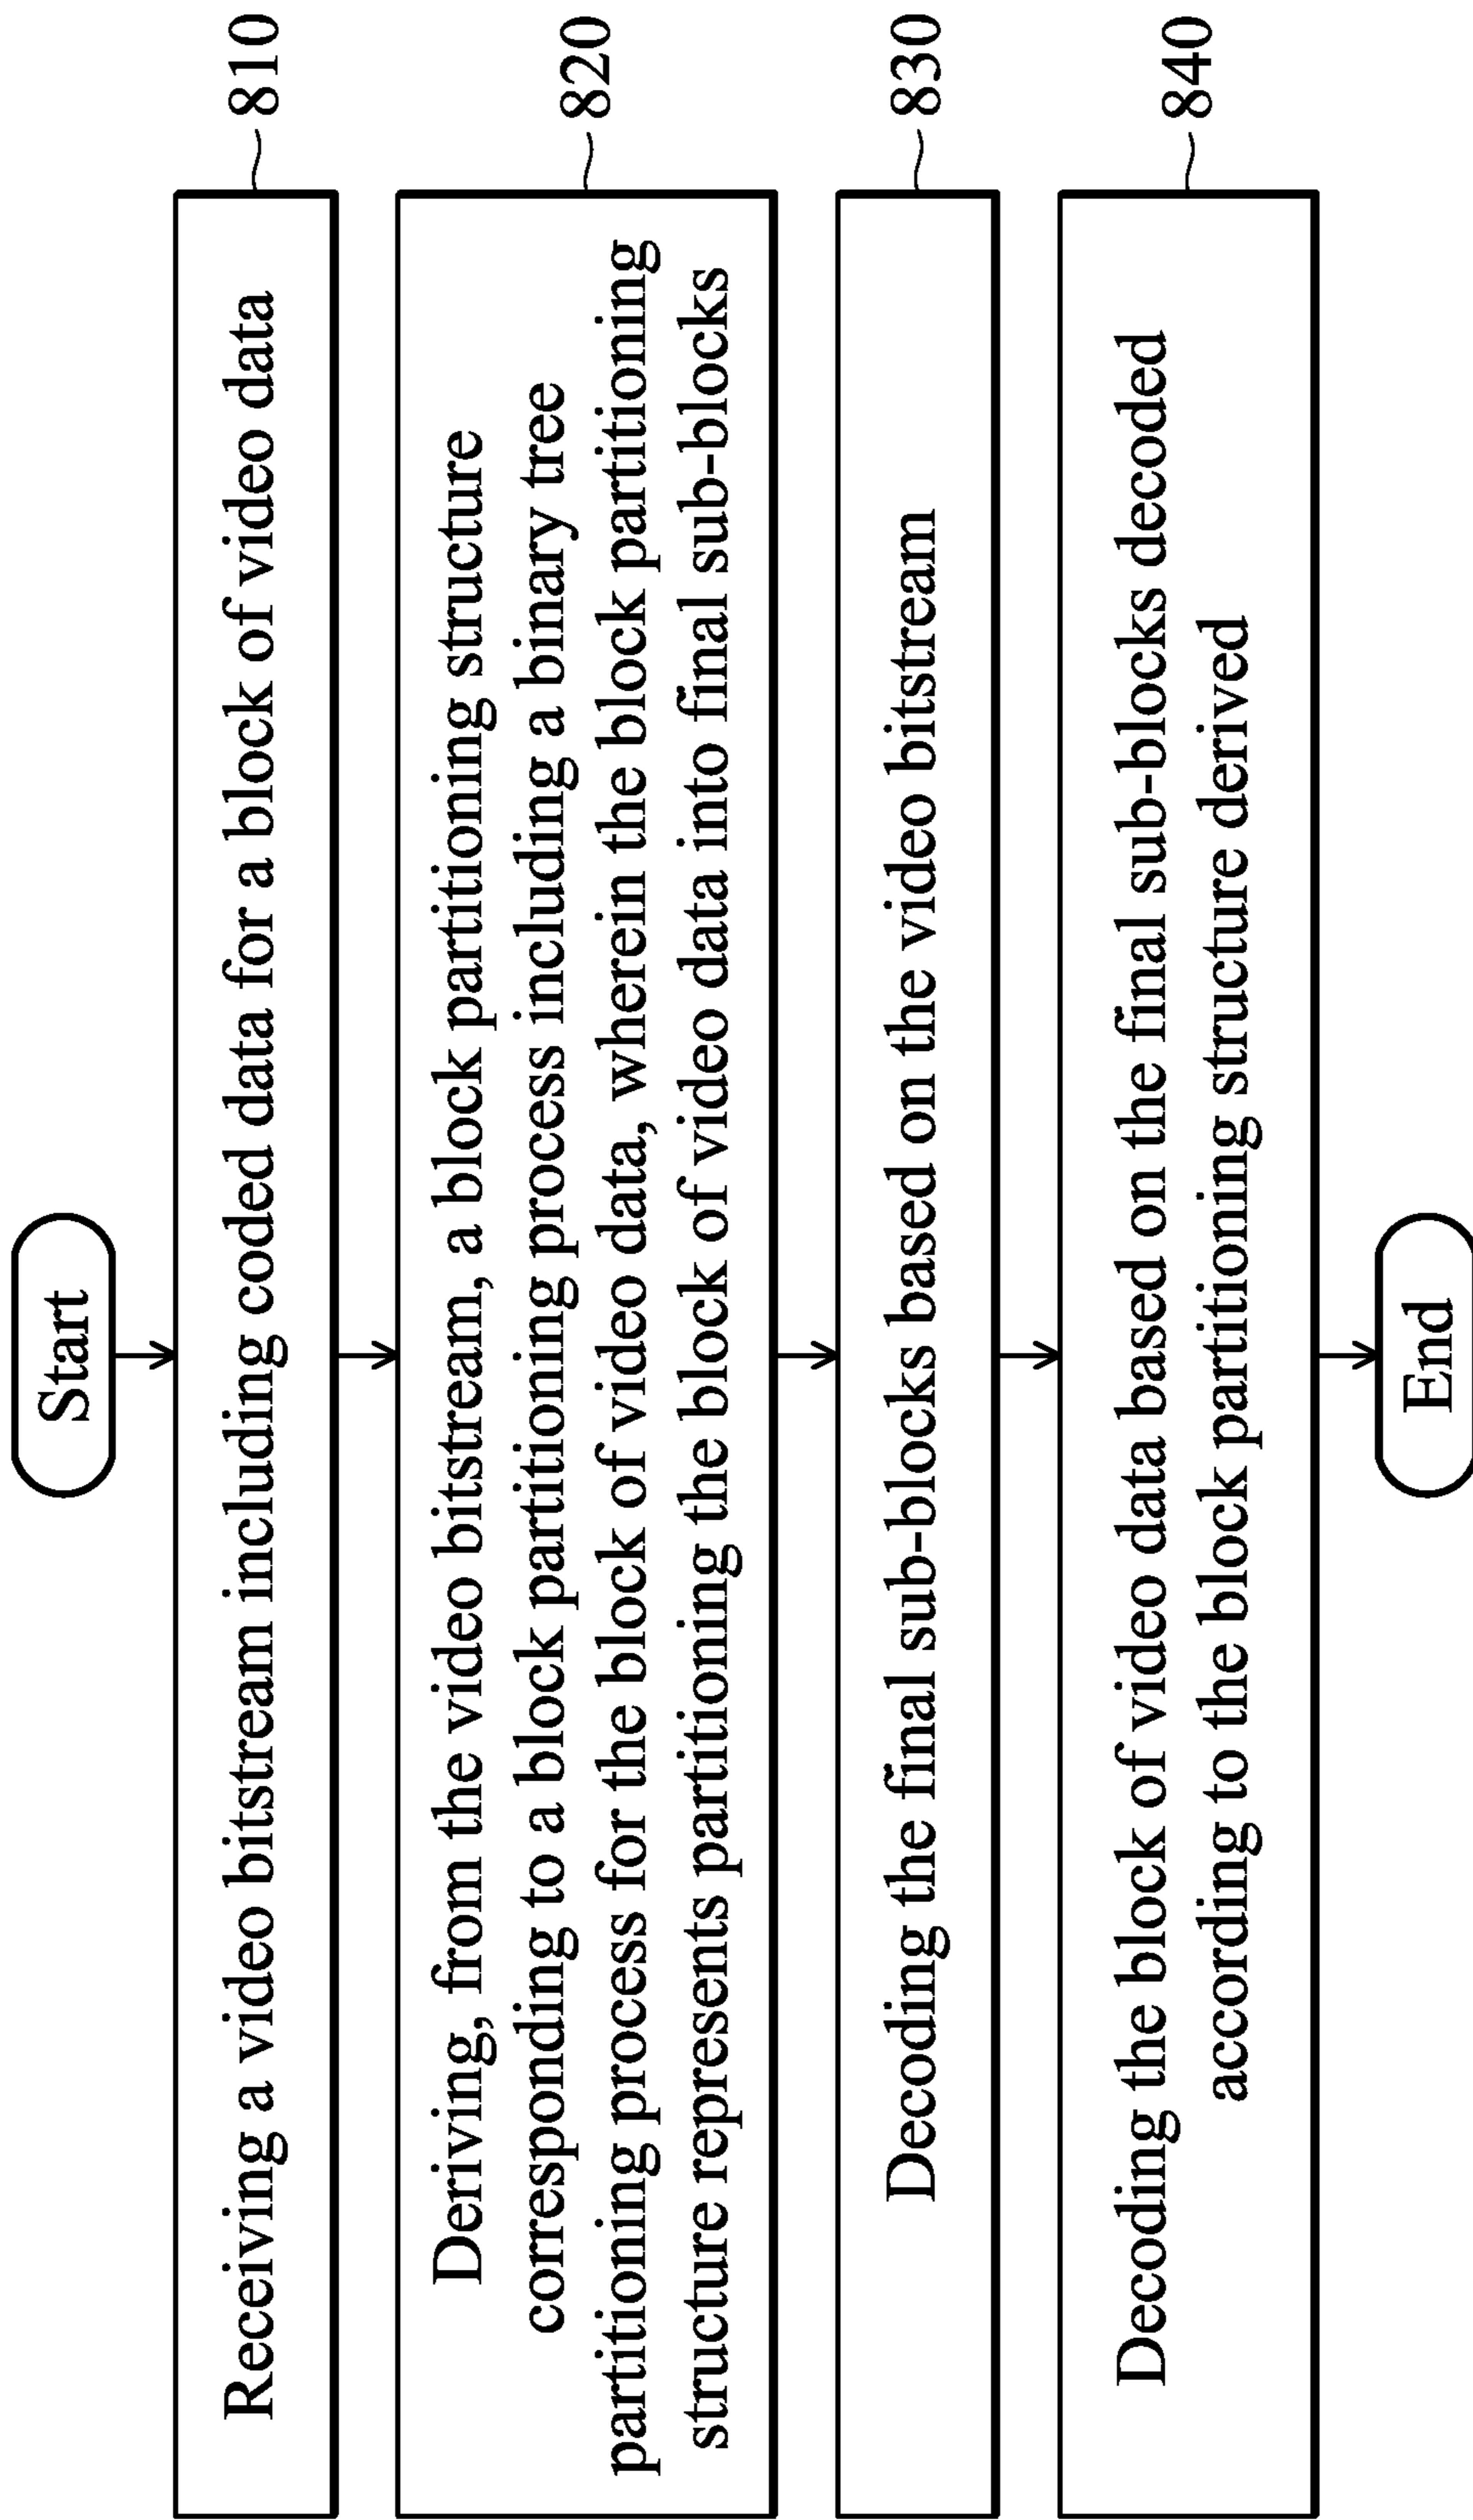 Start
Receiving a video bitstream including coded data for a block of video data
810
Deriving, from the video bitstream, a block partitioning structure
corresponding to a block partitioning process including a binary tree
partitioning process for the block of video data, wherein the block partitioning
structure represents partitioning the block of video data into final sub-blocks
820
Decoding the final sub-blocks based on the video bitstream
830
Decoding the block of video data based on the final sub-blocks decoded
according to the block partitioning structure derived
840
End